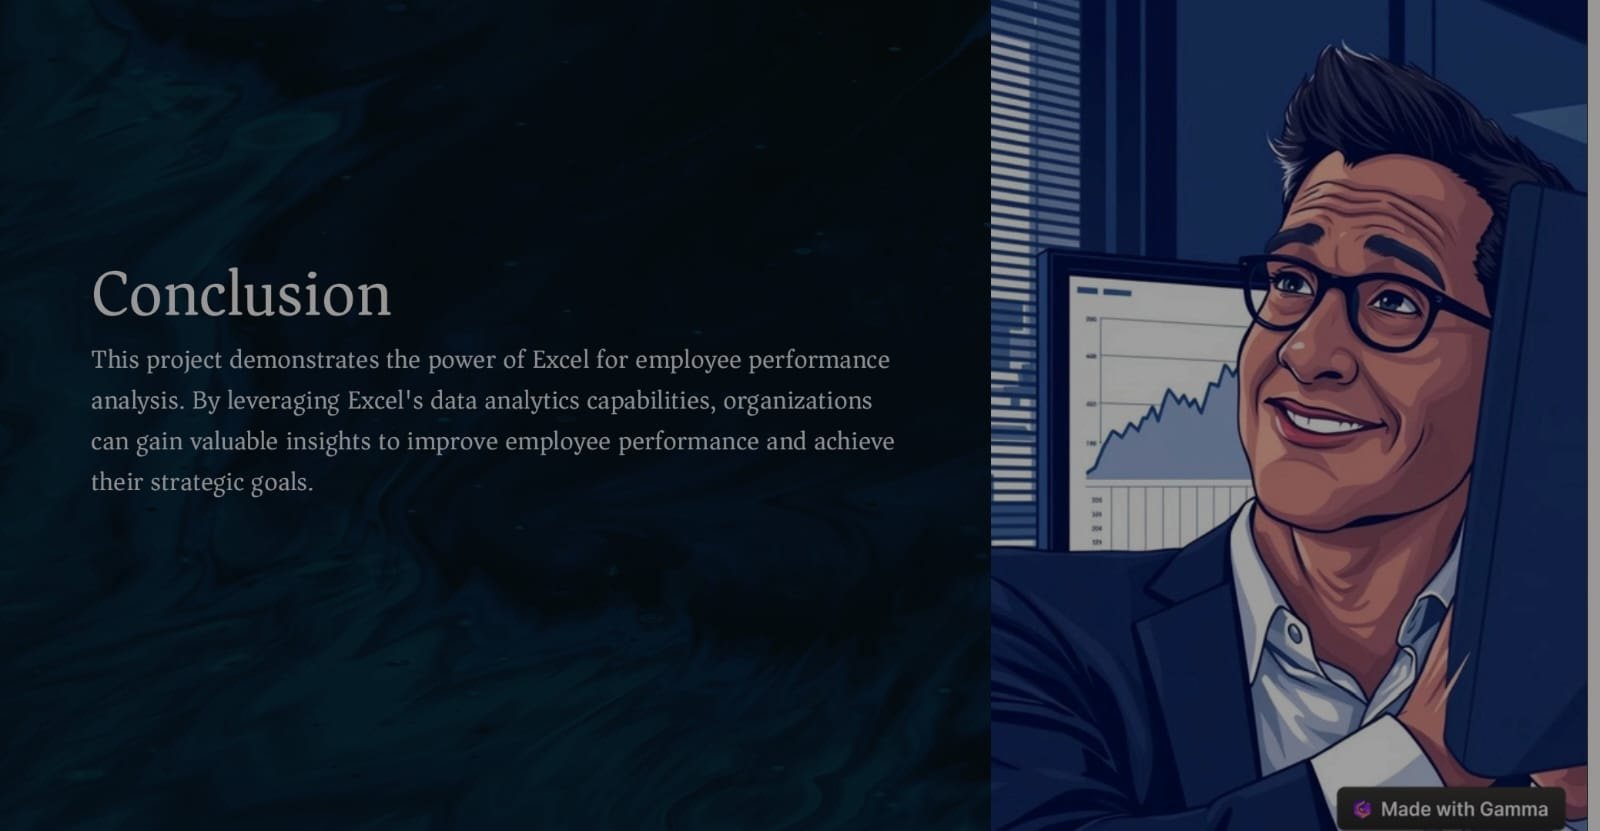 Conclusion
This project demonstrates the power of Excel for employee performance
analysis. By leveraging Excel's data analytics capabilities, organizations
can gain valuable insights to improve employee performance and achieve
their strategic goals.
Made with Gamma